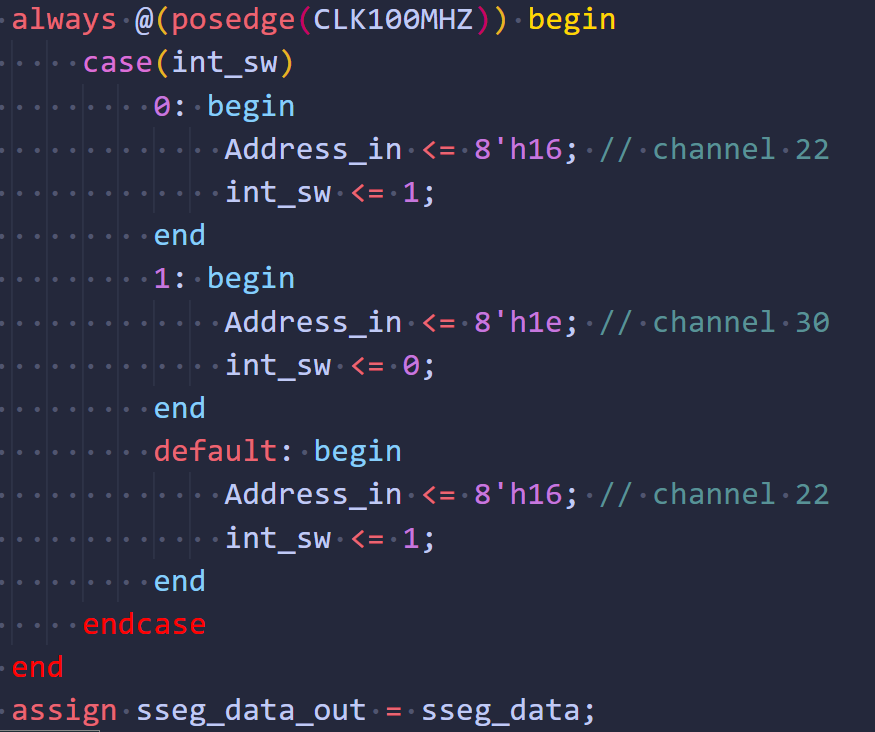 always @(posedge(CLK100MHZ)) begin
case(int_sw)
0: begin
Address_in <= 8'h16; // channel 22
int_sw <= 1;
end
1: begin
Address_in <= 8'h1e; // channel 30
int_sw <= 0;
end
default: begin
Address_in <= 8'h16; // channel 22
int_sw <= 1;
end
endcase
end
assign sseg_data_out = sseg_data;